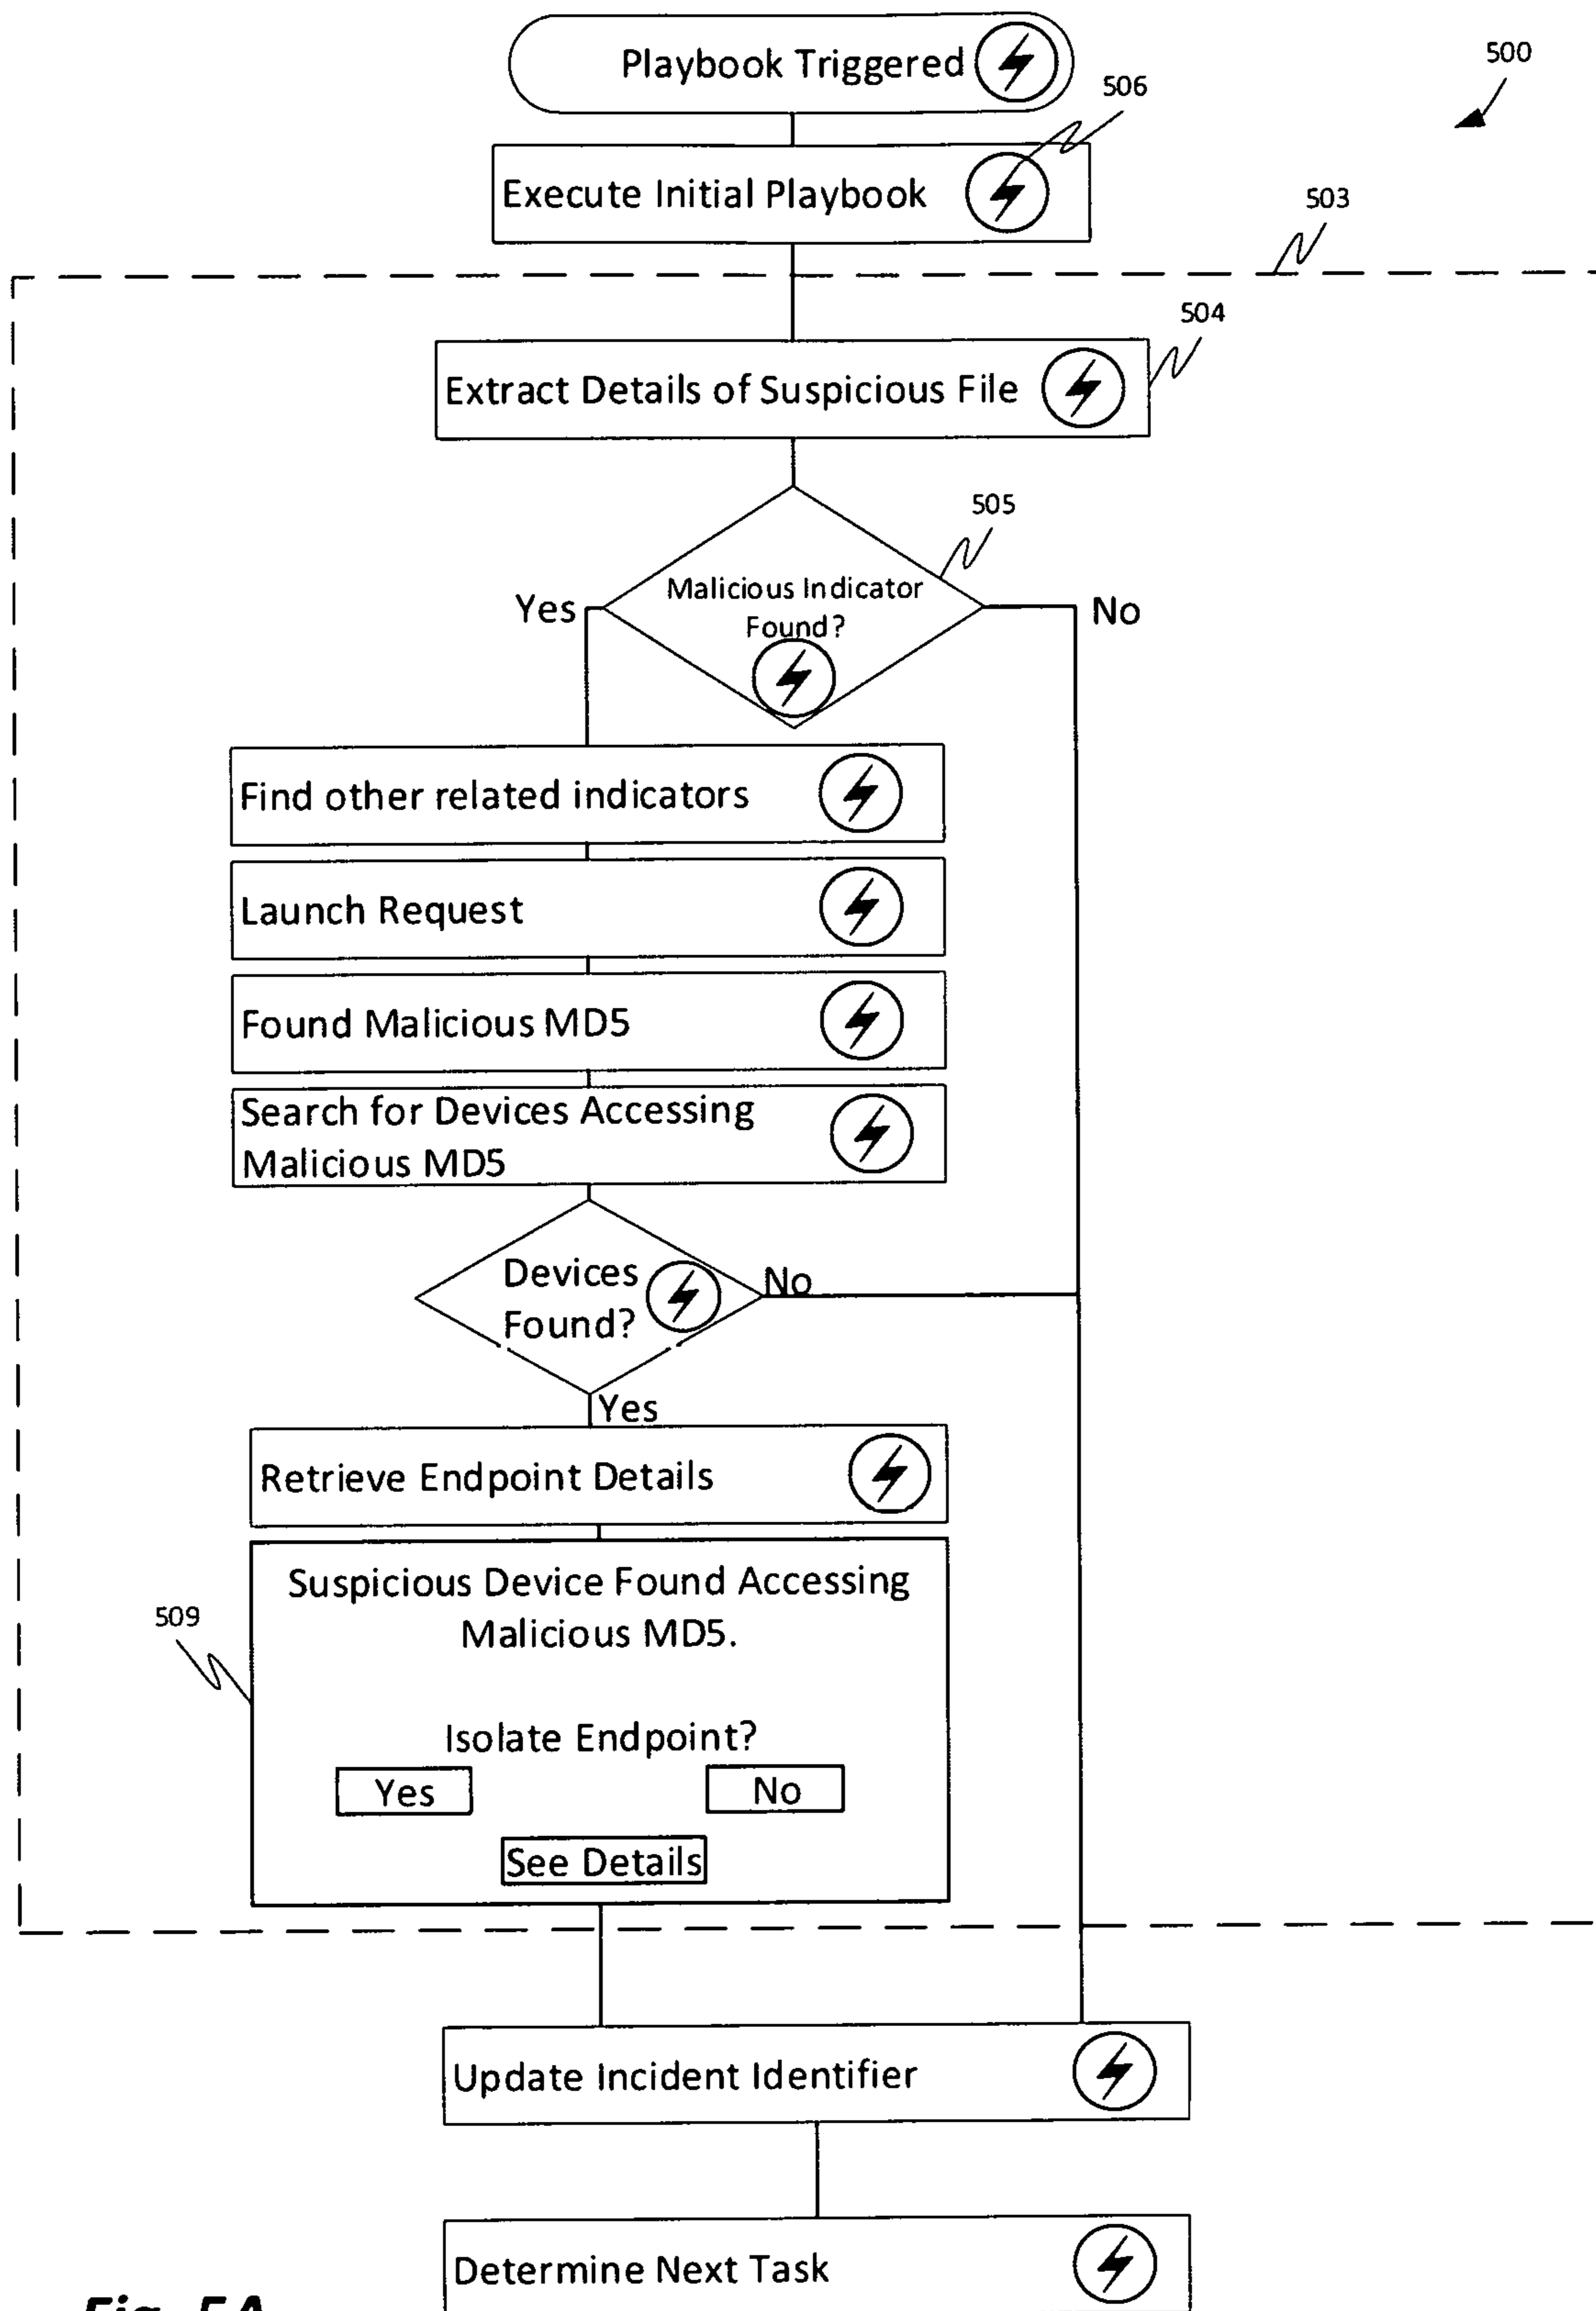 Playbook Triggered
500
506
Execute Initial Playbook
503
504
Extract Details of Suspicious File
505
Malicious Indicator
Found?
Yes
No
Find other related indicators
Launch Request
Found Malicious MD5
Search for Devices Accessing
Malicious MD5
Devices
Found?
No
Yes
Retrieve Endpoint Details
Suspicious Device Found Accessing
Malicious MD5.
509
Isolate Endpoint?
Yes
No
See Details
Update Incident Identifier
Determine Next Task
Fig. 5A